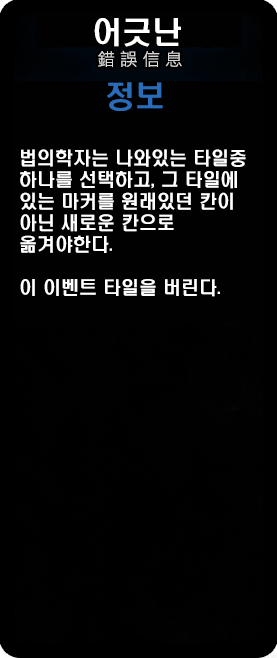 어긋난
錯誤信息
정보
법의학자는 나와있는 타일중
하나를 선택하고, 그 타일에
있는 마커를 원래있던 칸이
아닌 새로운 칸으로
옮겨야한다.
이 이벤트 타일을 버린다.